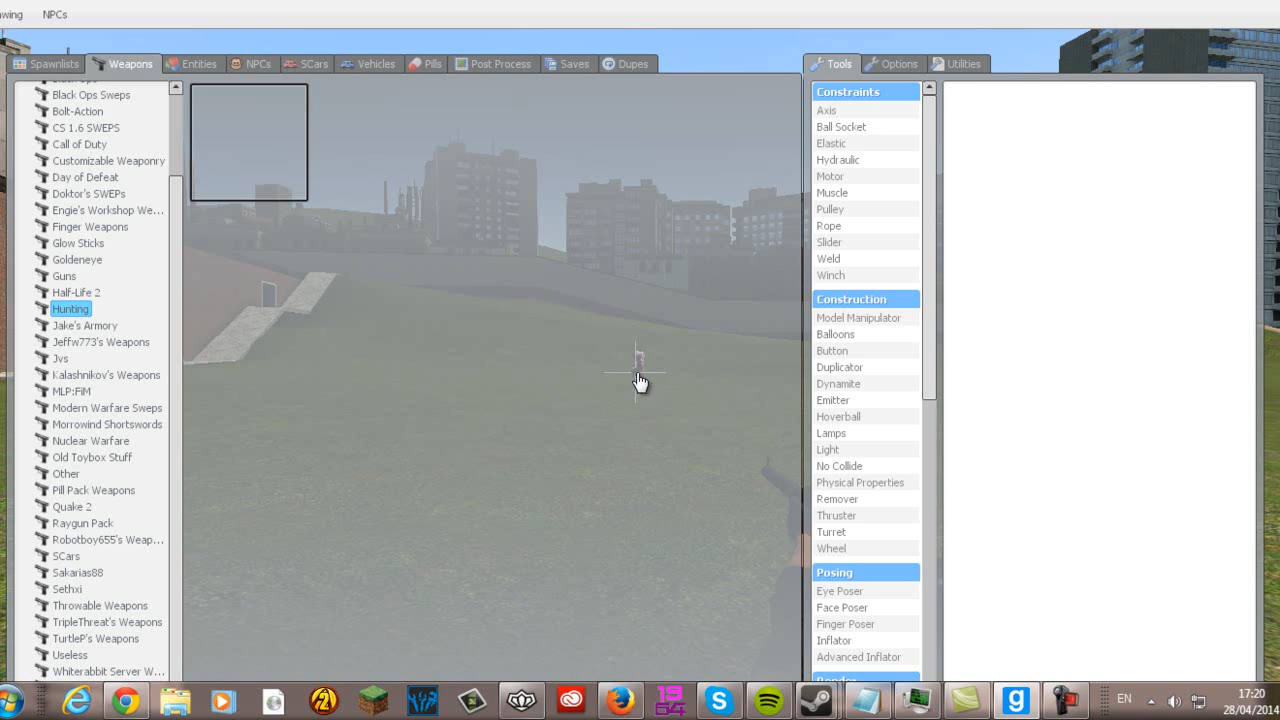 awing NPCs
Spawnlists Weapons Entities NPCs SCars Vehicles Pills Post Process Saves Dupes
Tools Options Utilities
Black Ops Sweps
Bolt-Action
CS 1.6 SWEPS
Call of Duty
Customizable Weaponry
Day of Defeat
Doktor's SWEPs
Engie's Workshop We...
Finger Weapons
Glow Sticks
Goldeneye
Guns
Half-Life 2
Hunting
Jake's Armory
Jeffw773's Weapons
Jvs
Kalashnikov's Weapons
MLP:FiM
Modern Warfare Sweps
Morrowind Shortswords
Nuclear Warfare
Old Toybox Stuff
Other
Pill Pack Weapons
Quake 2
Raygun Pack
Robotboy655's Weap...
SCars
Sakarias88
Sethxi
Throwable Weapons
TripleThreat's Weapons
TurtleP's Weapons
Useless
Whiterabbit Server W...
Constraints
Axis
Ball Socket
Elastic
Hydraulic
Motor
Muscle
Pulley
Rope
Slider
Weld
Winch
Construction
Model Manipulator
Balloons
Button
Duplicator
Dynamite
Emitter
Hoverball
Lamps
Light
No Collide
Physical Properties
Remover
Thruster
Turret
Wheel
Posing
Eye Poser
Face Poser
Finger Poser
Inflator
Advanced Inflator
EN
17:20
28/04/2014